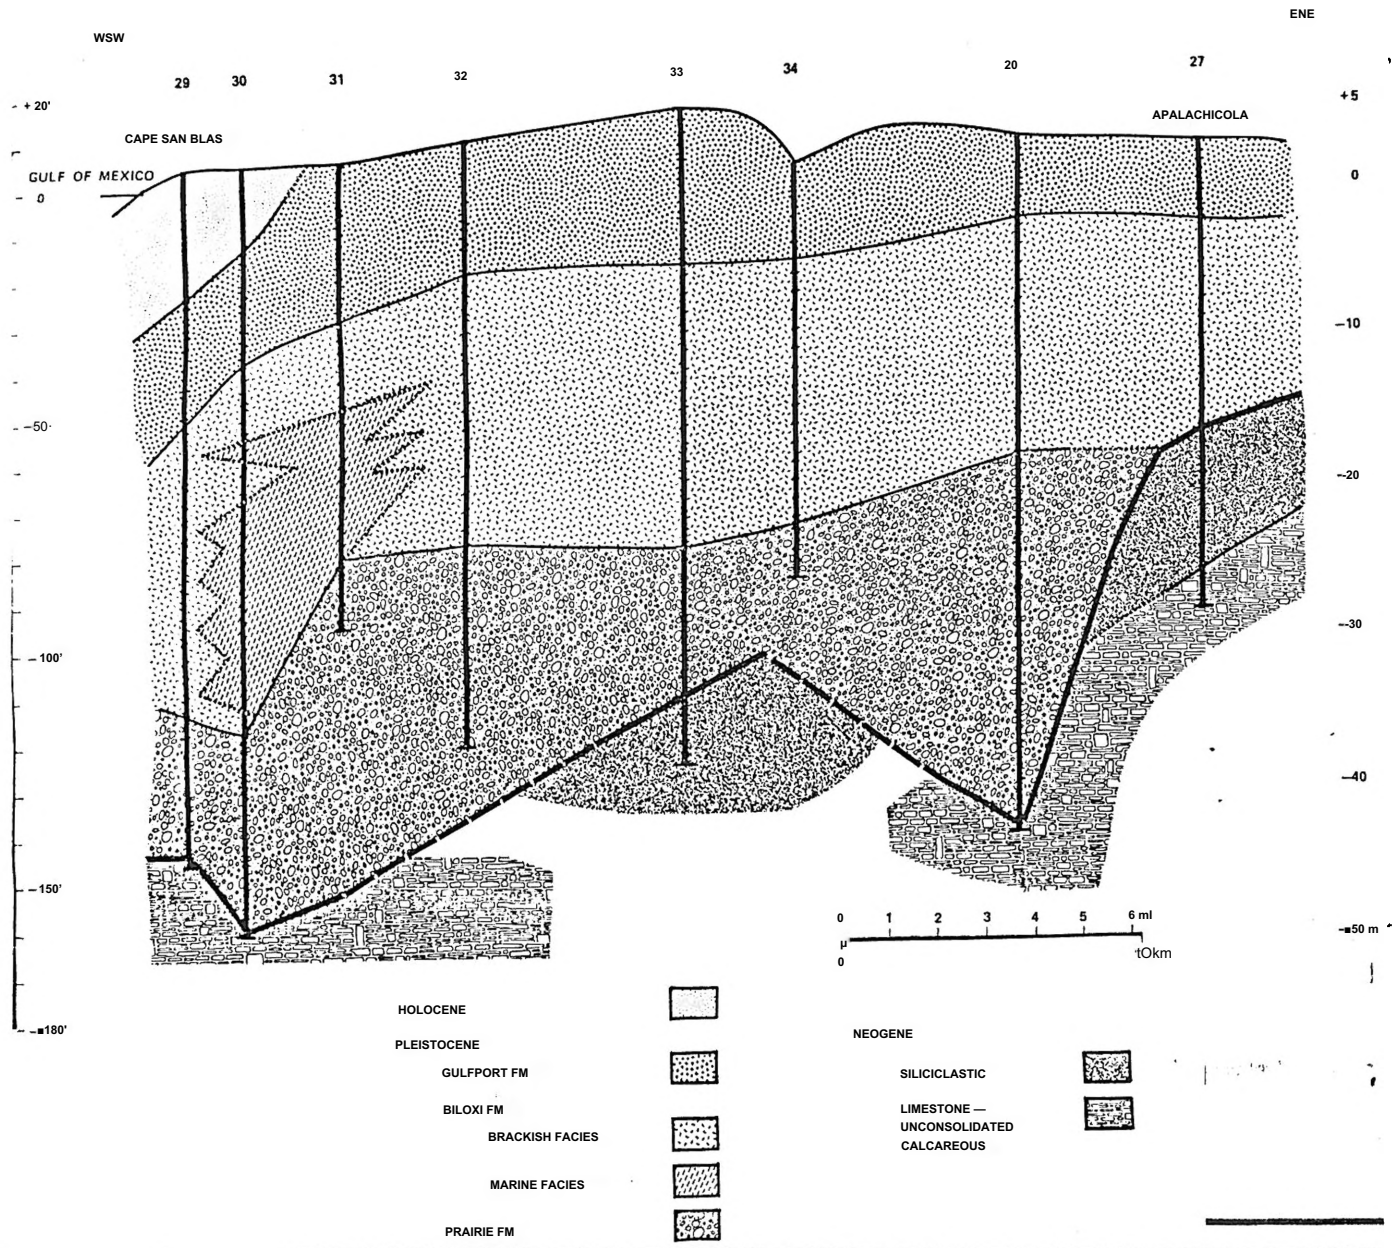 WSW
ENE
29 30 31 32 33 34 20 27
+ 20'
+5
CAPE SAN BLAS
APALACHICOLA
GULF OF MEXICO
0
0
–10
–50·
–20
–30
– 100'
–40
– 150'
0 1 2 3 4 5 6 ml
-■50 m
µ
0
'tOkm
–■180'
HOLOCENE
PLEISTOCENE
GULFPORT FM
BILOXI FM
BRACKISH FACIES
MARINE FACIES
PRAIRIE FM
NEOGENE
SILICICLASTIC
LIMESTONE —
UNCONSOLIDATED
CALCAREOUS